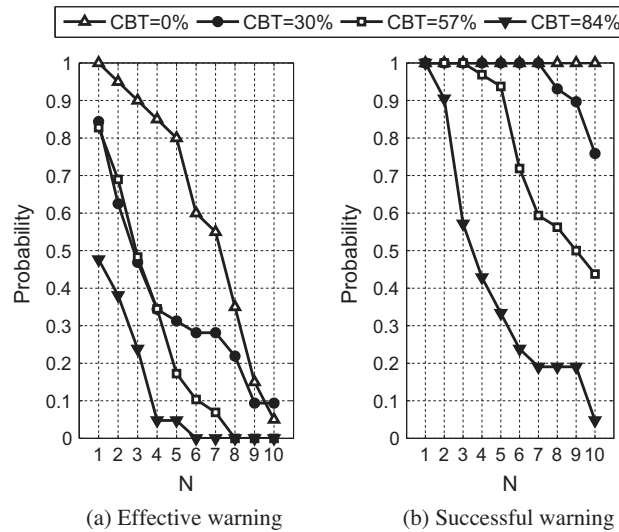 CBT=0% CBT=30% CBT=57% CBT=84%
1
0.9
0.8
0.7
0.6
0.5
0.4
0.3
0.2
0.1
0
Probability
1 2 3 4 5 6 7 8 9 10
N
(a) Effective warning
1
0.9
0.8
0.7
0.6
0.5
0.4
0.3
0.2
0.1
0
Probability
1 2 3 4 5 6 7 8 9 10
N
(b) Successful warning